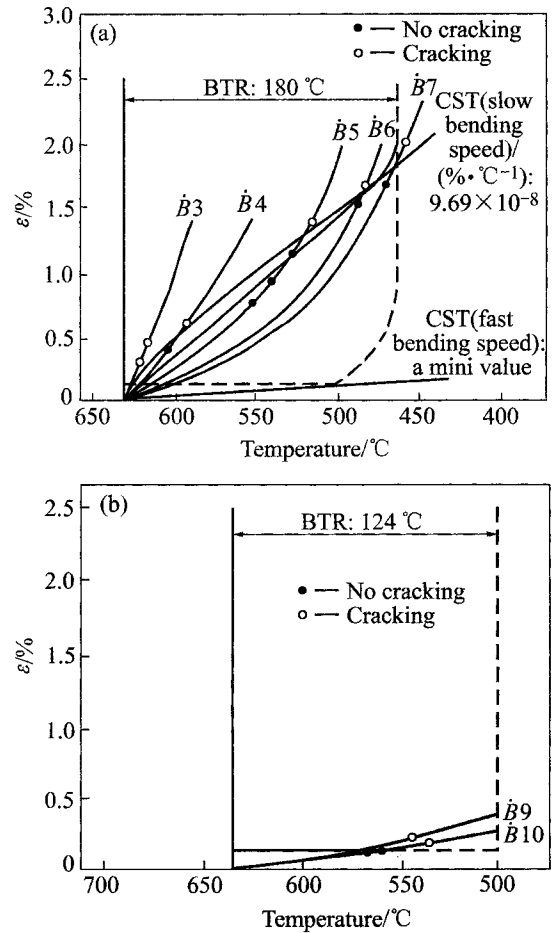 (a)
No cracking
Cracking
BTR: 180 ℃
Ḃ3
Ḃ4
Ḃ5
Ḃ6
Ḃ7
CST(slow
bending
speed)/
(%·℃⁻¹):
9.69×10⁻⁸
CST(fast
bending speed):
a mini value
3.0
2.5
2.0
1.5
1.0
0.5
0
ε/%
650 600 550 500 450 400
Temperature/℃
(b)
BTR: 124 ℃
No cracking
Cracking
Ḃ9
Ḃ10
2.5
2.0
1.5
1.0
0.5
0
ε/%
700 650 600 550 500
Temperature/℃